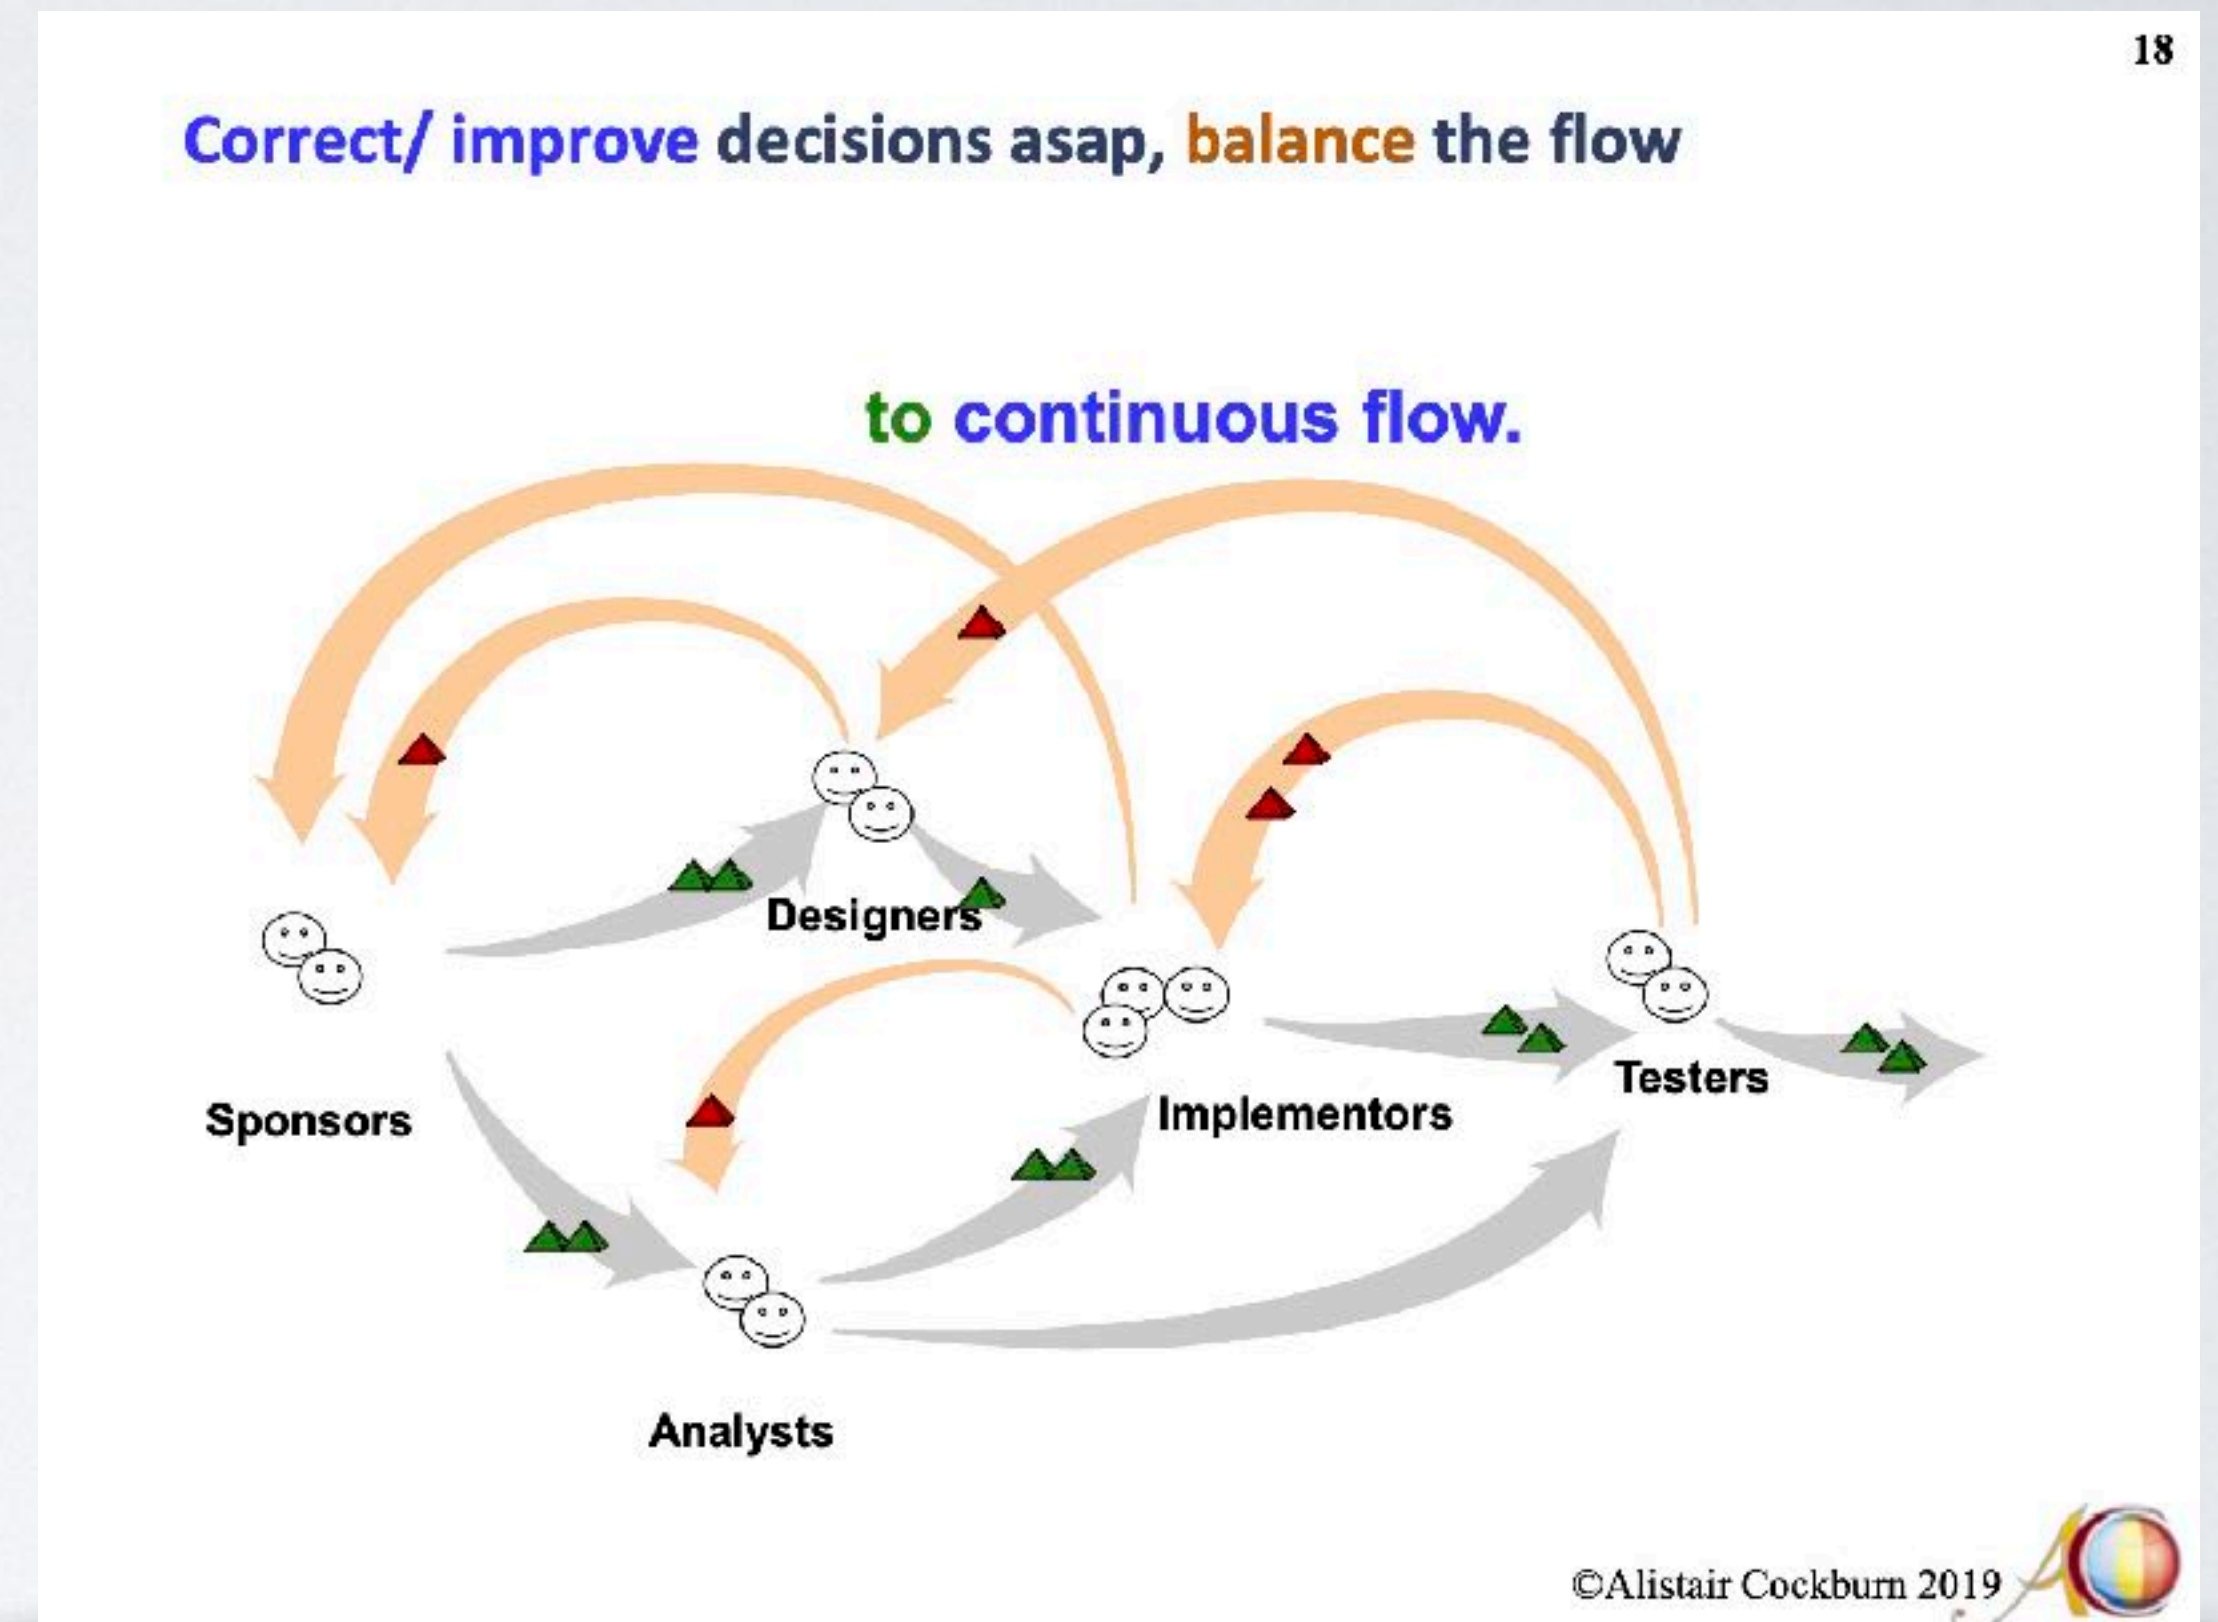 18
Correct/ improve decisions asap, balance the flow
to continuous flow.
Designers
Sponsors
Implementors
Testers
Analysts
©Alistair Cockburn 2019